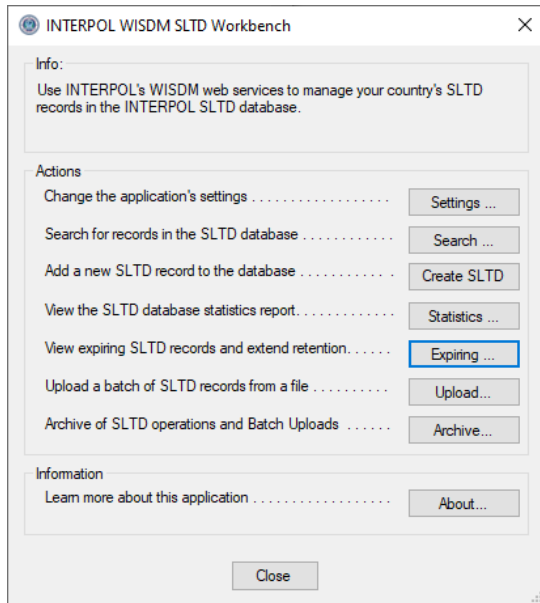 INTERPOL WISDM SLTD Workbench
Info:
Use INTERPOL's WISDM web services to manage your country's SLTD
records in the INTERPOL SLTD database.
Actions
Change the application's settings . . . . . . . . . . . . . . . . . . Settings ...
Search for records in the SLTD database . . . . . . . . . . . . Search ...
Add a new SLTD record to the database . . . . . . . . . . . . Create SLTD
View the SLTD database statistics report. . . . . . . . . . . . . Statistics ...
View expiring SLTD records and extend retention. . . . . . Expiring ...
Upload a batch of SLTD records from a file . . . . . . . . . . Upload...
Archive of SLTD operations and Batch Uploads . . . . . . Archive...
Information
Learn more about this application . . . . . . . . . . . . . . . . . . About...
Close